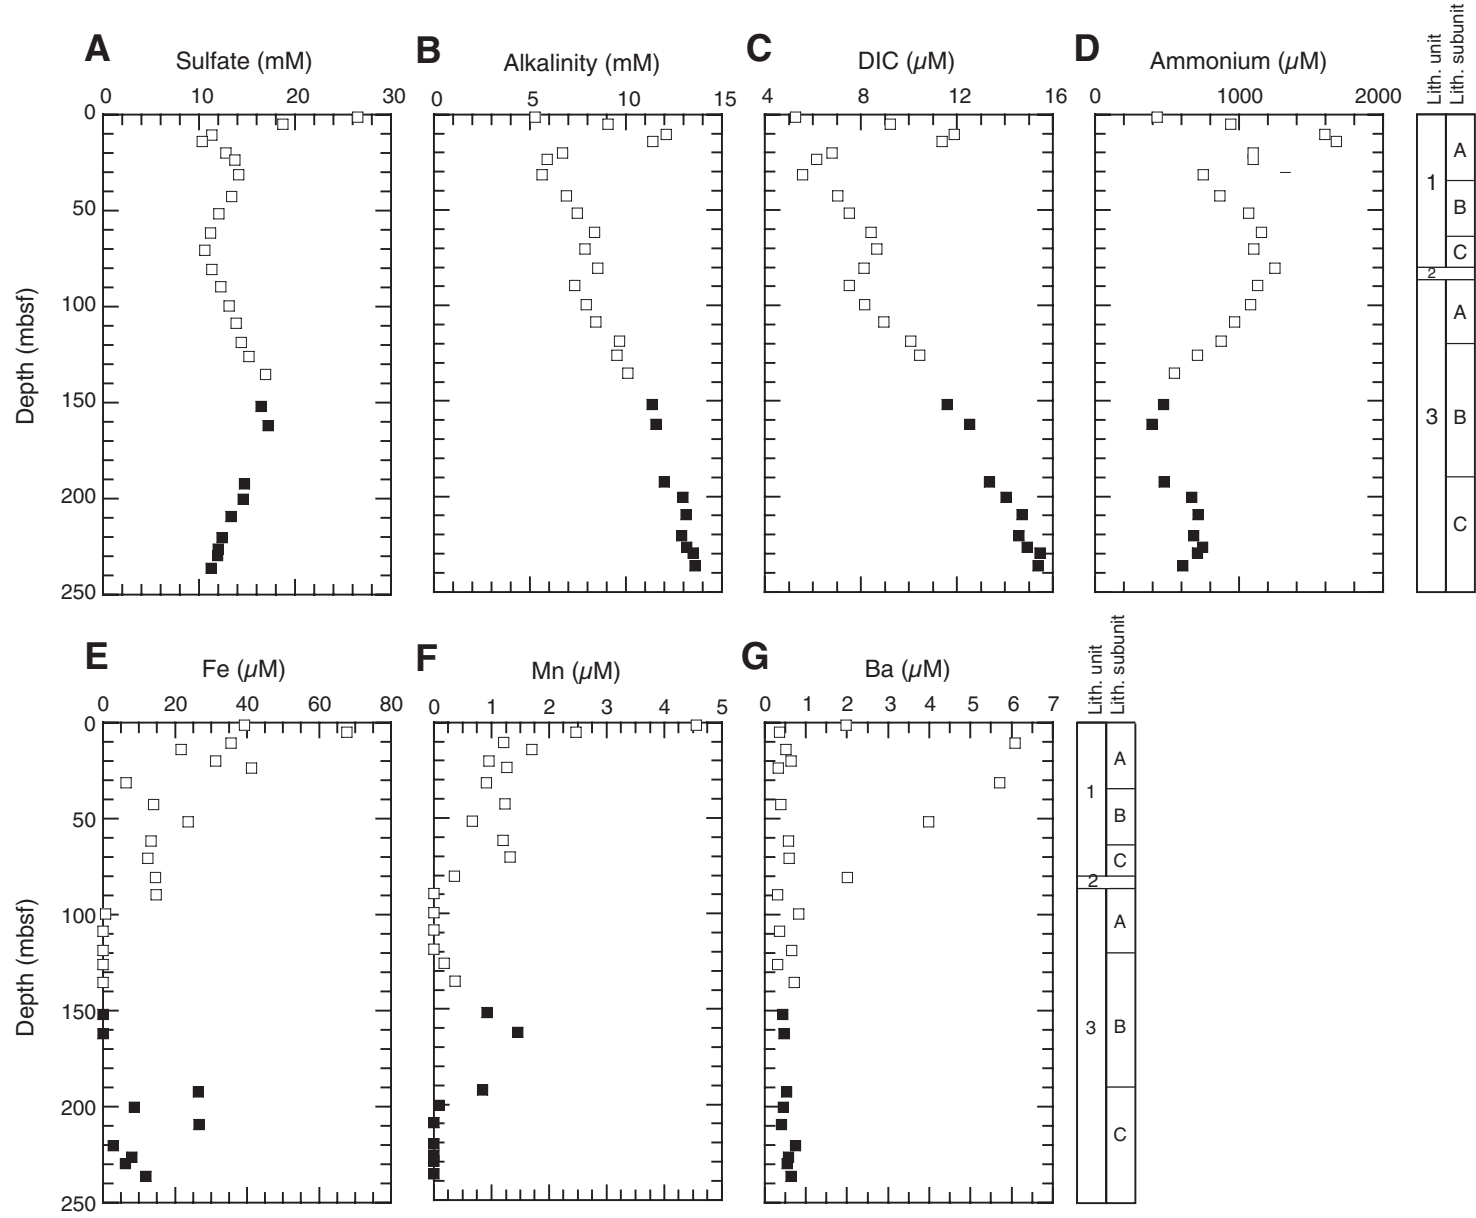 A Sulfate (mM)
0 10 20 30
B Alkalinity (mM)
0 5 10 15
C DIC (µM)
4 8 12 16
D Ammonium (µM)
0 1000 2000
Lith. unit
Lith. subunit
Depth (mbsf)
0
50
100
150
200
250
1
A
B
C
2
3
A
B
C
E Fe (µM)
0 20 40 60 80
F Mn (µM)
0 1 2 3 4 5
G Ba (µM)
0 1 2 3 4 5 6 7
Lith. unit
Lith. subunit
Depth (mbsf)
0
50
100
150
200
250
1
A
B
C
2
3
A
B
C